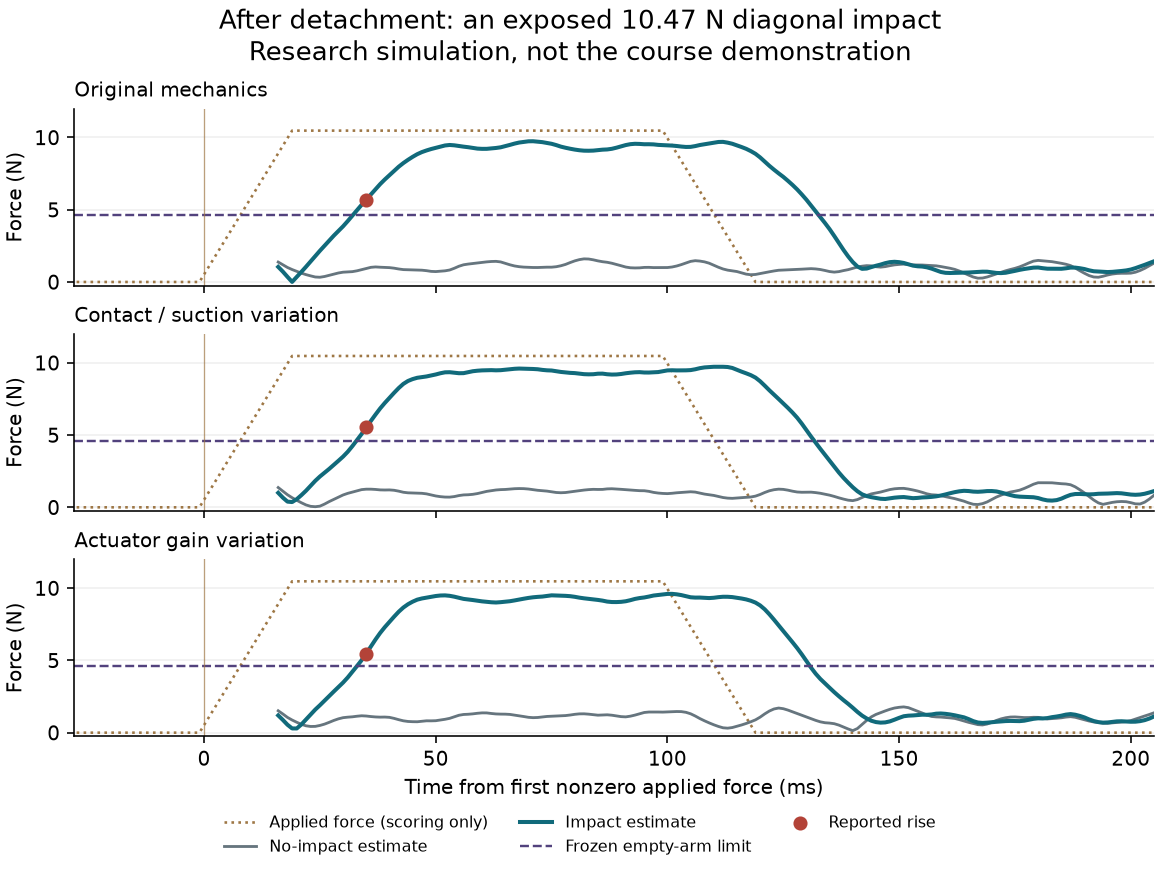 After detachment: an exposed 10.47 N diagonal impact
Research simulation, not the course demonstration
Original mechanics
10
5
0
Force (N)
Contact / suction variation
10
5
0
Force (N)
Actuator gain variation
10
5
0
Force (N)
0 50 100 150 200
Time from first nonzero applied force (ms)
Applied force (scoring only) Impact estimate Reported rise
No-impact estimate Frozen empty-arm limit